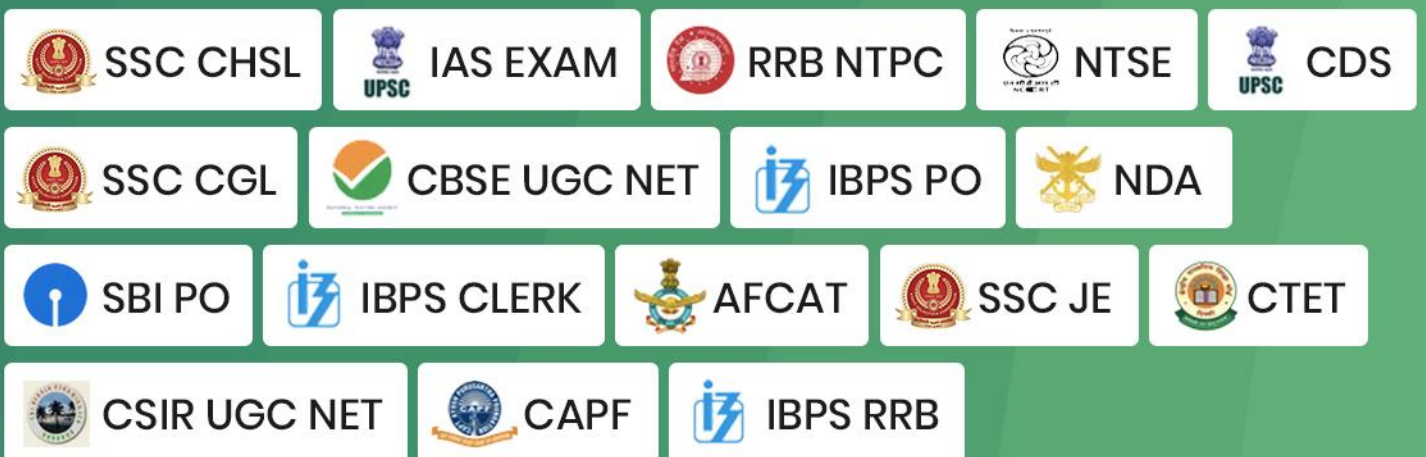 SSC CHSL UPSC IAS EXAM RRB NTPC NTSE UPSC CDS
SSC CGL CBSE UGC NET IBPS PO NDA
SBI PO IBPS CLERK AFCAT SSC JE CTET
CSIR UGC NET CAPF IBPS RRB